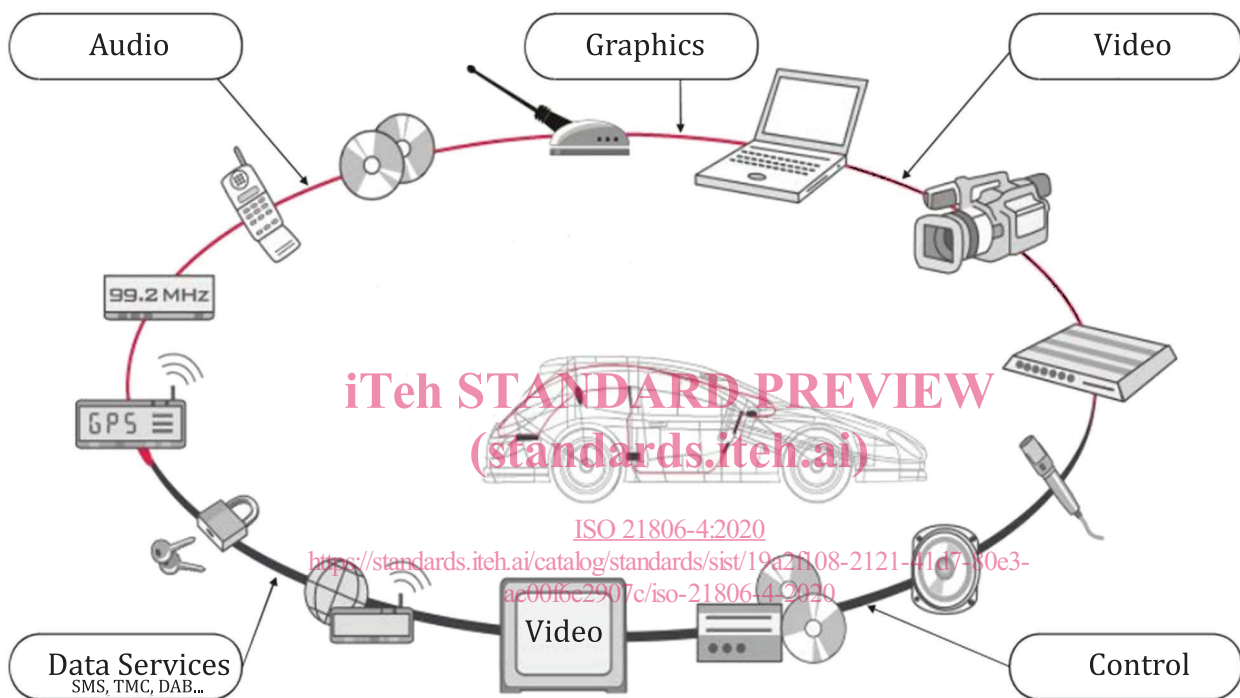 Audio
Graphics
Video
99.2 MHz
GPS
iTeh STANDARD PREVIEW
(standards.iteh.ai)
ISO 21806-4:2020
https://standards.iteh.ai/catalog/standards/sist/19a2f108-2121-41d7-80e3-
ac00f6e2907c/iso-21806-4-2020
Video
Data Services
SMS, TMC, DAB...
Control